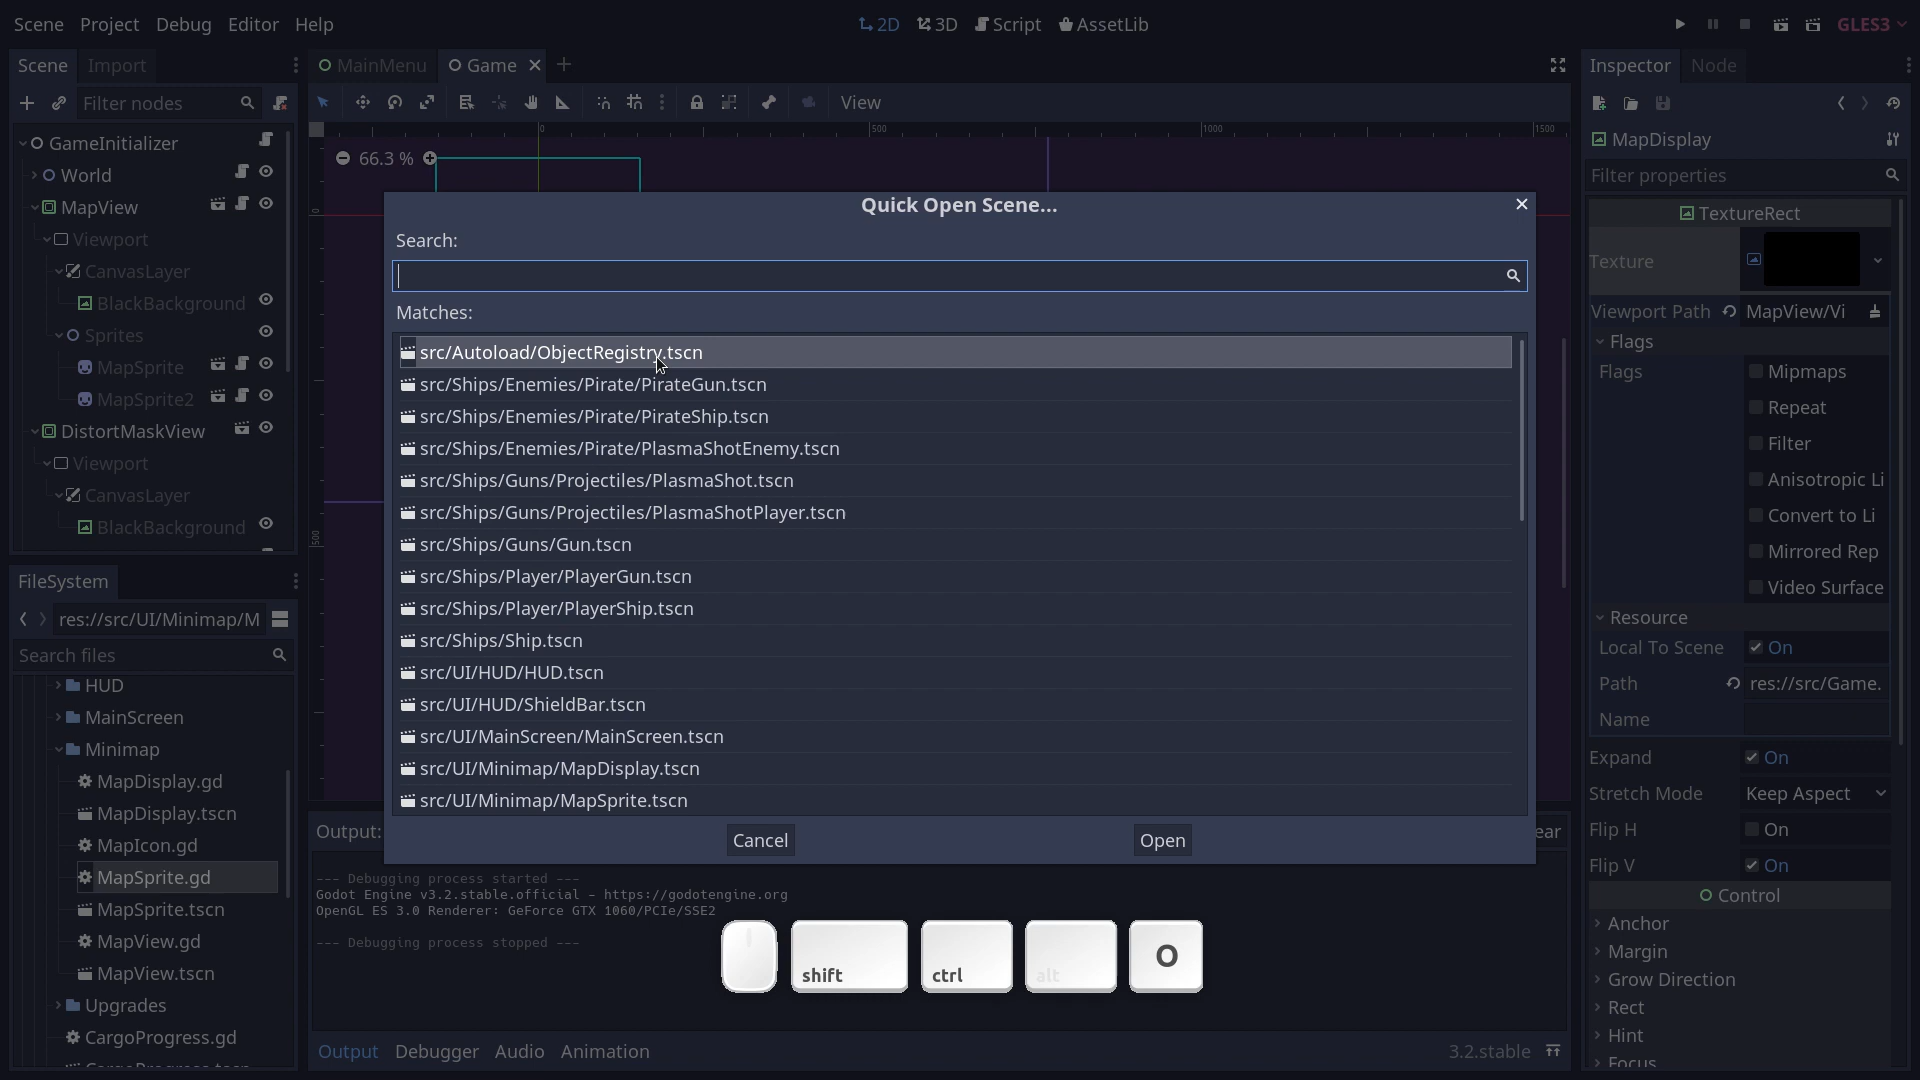 Scene Project Debug Editor Help
2D 3D Script AssetLib
GLES3
Scene Import
MainMenu Game
Inspector Node
Filter nodes
View
GameInitializer
World
MapView
Viewport
CanvasLayer
BlackBackground
Sprites
MapSprite
MapSprite2
DistortMaskView
Viewport
CanvasLayer
BlackBackground
FileSystem
res://src/UI/Minimap/M
Search files
HUD
MainScreen
Minimap
MapDisplay.gd
MapDisplay.tscn
MapIcon.gd
MapSprite.gd
MapSprite.tscn
MapView.gd
MapView.tscn
Upgrades
CargoProgress.gd
CargoProgress.tscn
0 500 1000 1500
66.3 %
0
500
Quick Open Scene...
Search:
Matches:
src/Autoload/ObjectRegistry.tscn
src/Ships/Enemies/Pirate/PirateGun.tscn
src/Ships/Enemies/Pirate/PirateShip.tscn
src/Ships/Enemies/Pirate/PlasmaShotEnemy.tscn
src/Ships/Guns/Projectiles/PlasmaShot.tscn
src/Ships/Guns/Projectiles/PlasmaShotPlayer.tscn
src/Ships/Guns/Gun.tscn
src/Ships/Player/PlayerGun.tscn
src/Ships/Player/PlayerShip.tscn
src/Ships/Ship.tscn
src/UI/HUD/HUD.tscn
src/UI/HUD/ShieldBar.tscn
src/UI/MainScreen/MainScreen.tscn
src/UI/Minimap/MapDisplay.tscn
src/UI/Minimap/MapSprite.tscn
Cancel Open
Output: ear
--- Debugging process started ---
Godot Engine v3.2.stable.official - https://godotengine.org
OpenGL ES 3.0 Renderer: GeForce GTX 1060/PCIe/SSE2
--- Debugging process stopped ---
shift ctrl alt O
Output Debugger Audio Animation
3.2.stable
MapDisplay
Filter properties
TextureRect
Texture
Viewport Path MapView/Vi
Flags
Flags Mipmaps
Repeat
Filter
Anisotropic Li
Convert to Li
Mirrored Rep
Video Surface
Resource
Local To Scene On
Path res://src/Game.
Name
Expand On
Stretch Mode Keep Aspect
Flip H On
Flip V On
Control
Anchor
Margin
Grow Direction
Rect
Hint
Focus